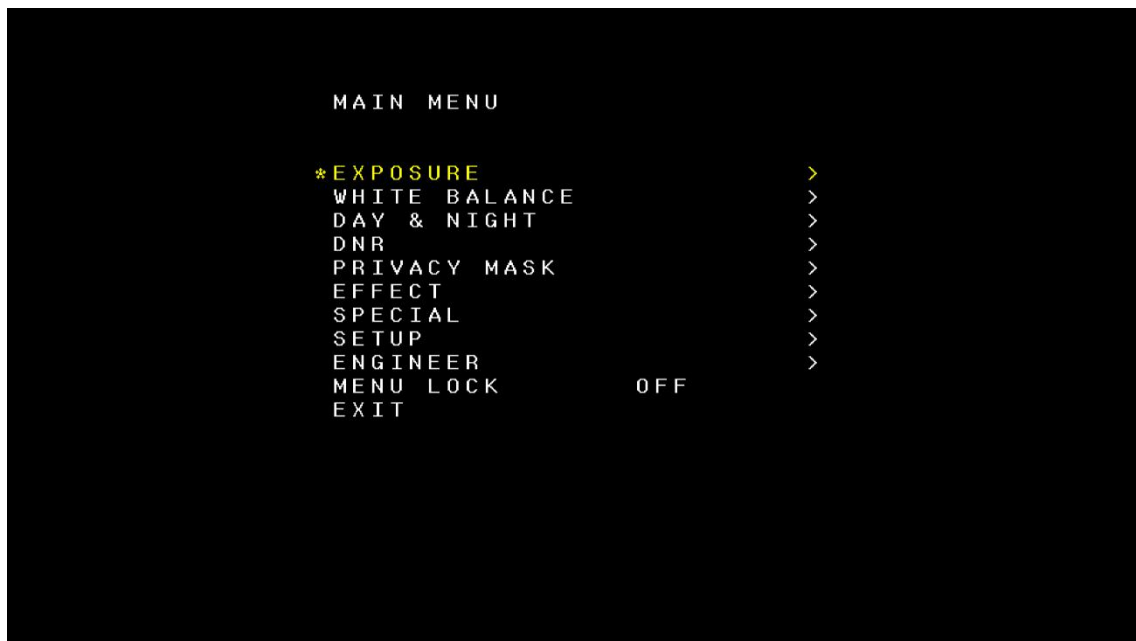 MAIN MENU
*EXPOSURE >
WHITE BALANCE >
DAY & NIGHT >
DNR >
PRIVACY MASK >
EFFECT >
SPECIAL >
SETUP >
ENGINEER >
MENU LOCK OFF
EXIT